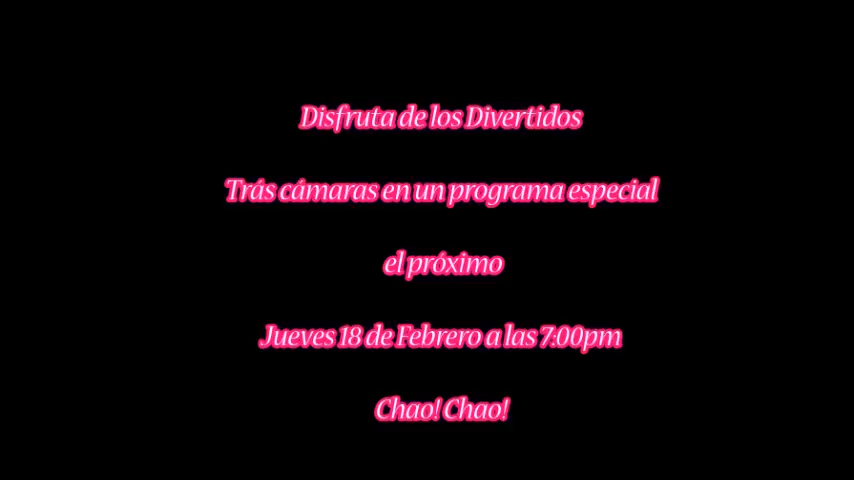 Disfruta de los Divertidos
Trás cámaras en un programa especial
el próximo
Jueves 18 de Febrero a las 7:00pm
Chao! Chao!